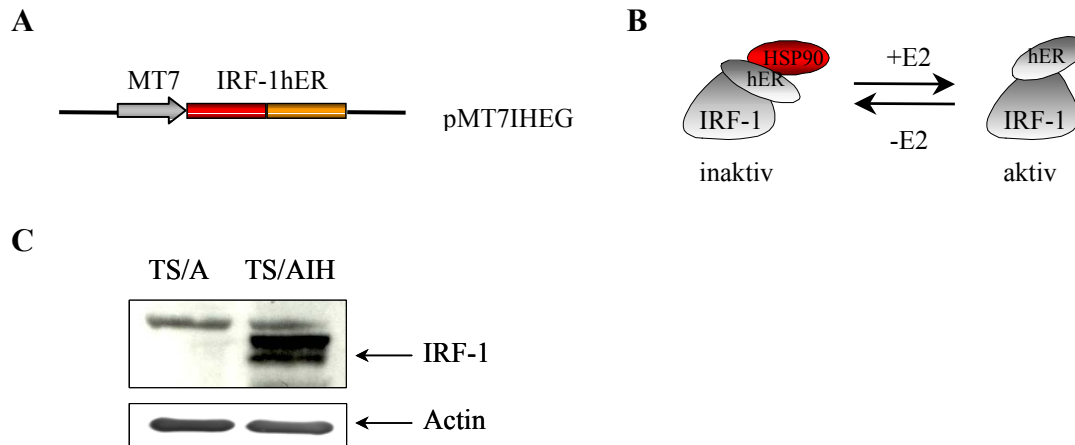 A
MT7 IRF-1hER
pMT7IHEG
B
HSP90
hER
IRF-1
inaktiv
+E2
-E2
hER
IRF-1
aktiv
C
TS/A TS/AIH
IRF-1
Actin